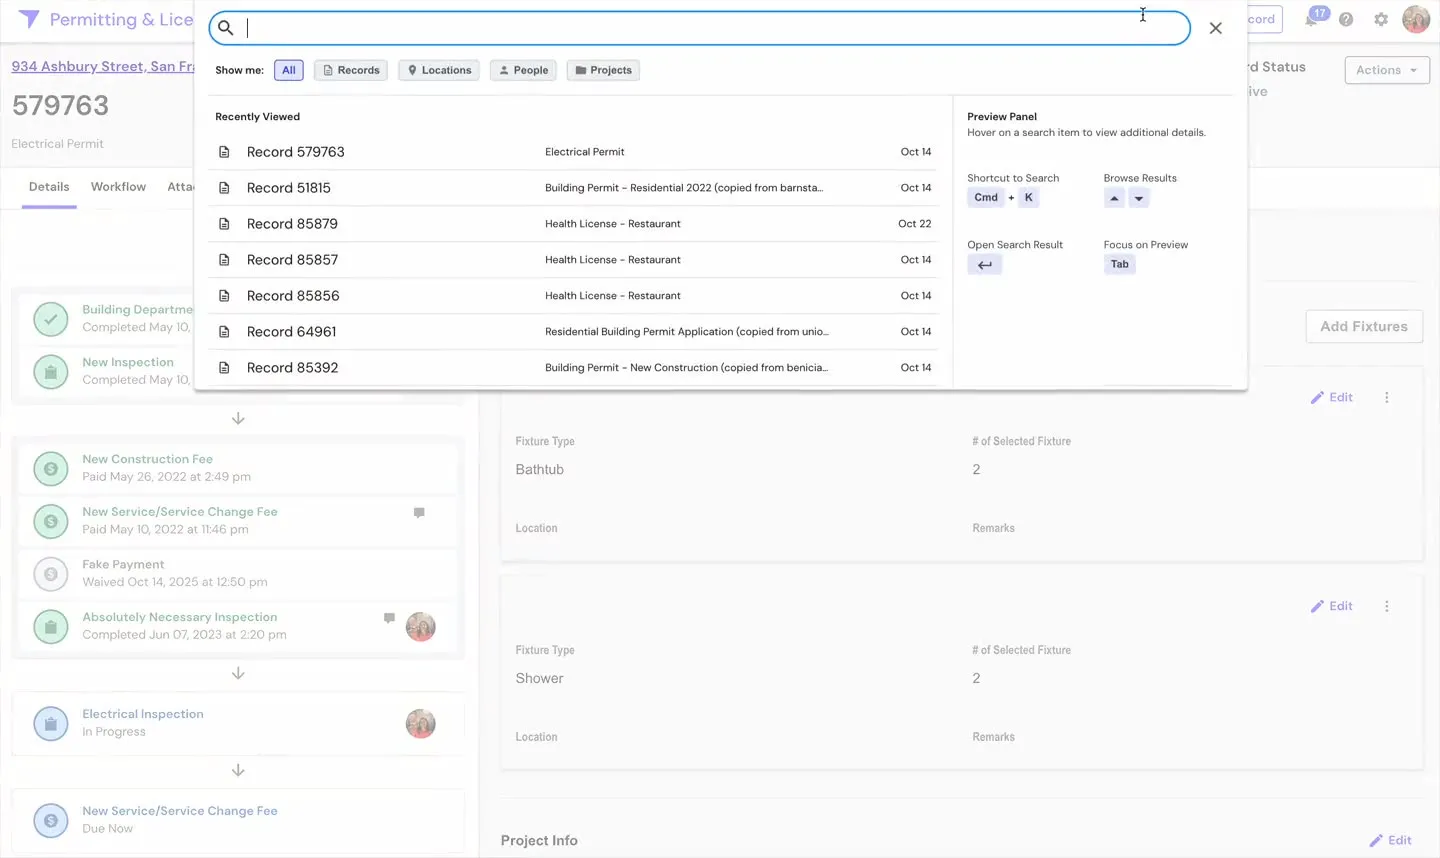 Permitting & Lice
cord
17
934 Ashbury Street, San Fra
579763
Electrical Permit
rd Status
ive
Actions
Details
Workflow
Attac
Show me:
All
Records
Locations
People
Projects
Recently Viewed
Record 579763
Electrical Permit
Oct 14
Record 51815
Building Permit - Residential 2022 (copied from barnsta...
Oct 14
Record 85879
Health License - Restaurant
Oct 22
Record 85857
Health License - Restaurant
Oct 14
Record 85856
Health License - Restaurant
Oct 14
Record 64961
Residential Building Permit Application (copied from unio...
Oct 14
Record 85392
Building Permit - New Construction (copied from benicia...
Oct 14
Preview Panel
Hover on a search item to view additional details.
Shortcut to Search
Cmd + K
Browse Results
Open Search Result
Focus on Preview
Tab
Building Departme
Completed May 10,
New Inspection
Completed May 10,
New Construction Fee
Paid May 26, 2022 at 2:49 pm
New Service/Service Change Fee
Paid May 10, 2022 at 11:46 pm
Fake Payment
Waived Oct 14, 2025 at 12:50 pm
Absolutely Necessary Inspection
Completed Jun 07, 2023 at 2:20 pm
Electrical Inspection
In Progress
New Service/Service Change Fee
Due Now
Add Fixtures
Edit
Fixture Type
# of Selected Fixture
Bathtub
2
Location
Remarks
Edit
Fixture Type
# of Selected Fixture
Shower
2
Location
Remarks
Project Info
Edit